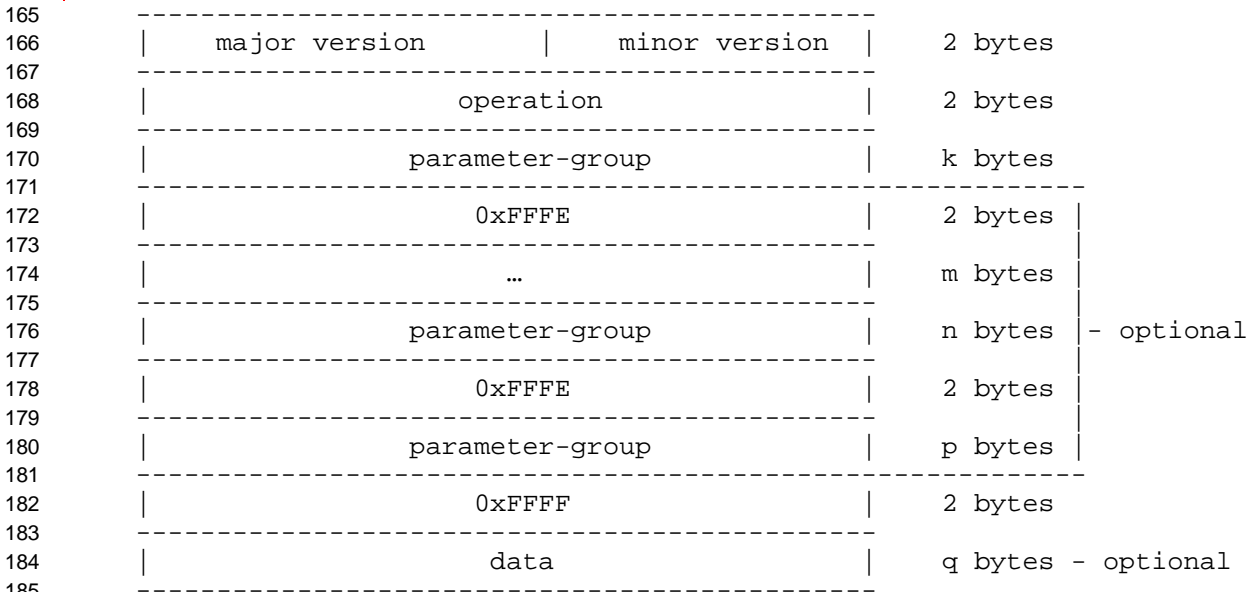 165 -----------------------------------------------
166 | major version | minor version | 2 bytes
167 -----------------------------------------------
168 | operation | 2 bytes
169 -----------------------------------------------
170 | parameter-group | k bytes
171 ------------------------------------------------------------
172 | 0xFFFE | 2 bytes |
173 ----------------------------------------------- |
174 | … | m bytes |
175 ----------------------------------------------- |
176 | parameter-group | n bytes |- optional
177 ----------------------------------------------- |
178 | 0xFFFE | 2 bytes |
179 ----------------------------------------------- |
180 | parameter-group | p bytes |
181 ------------------------------------------------------------
182 | 0xFFFF | 2 bytes
183 -----------------------------------------------
184 | data | q bytes - optional
185 -----------------------------------------------